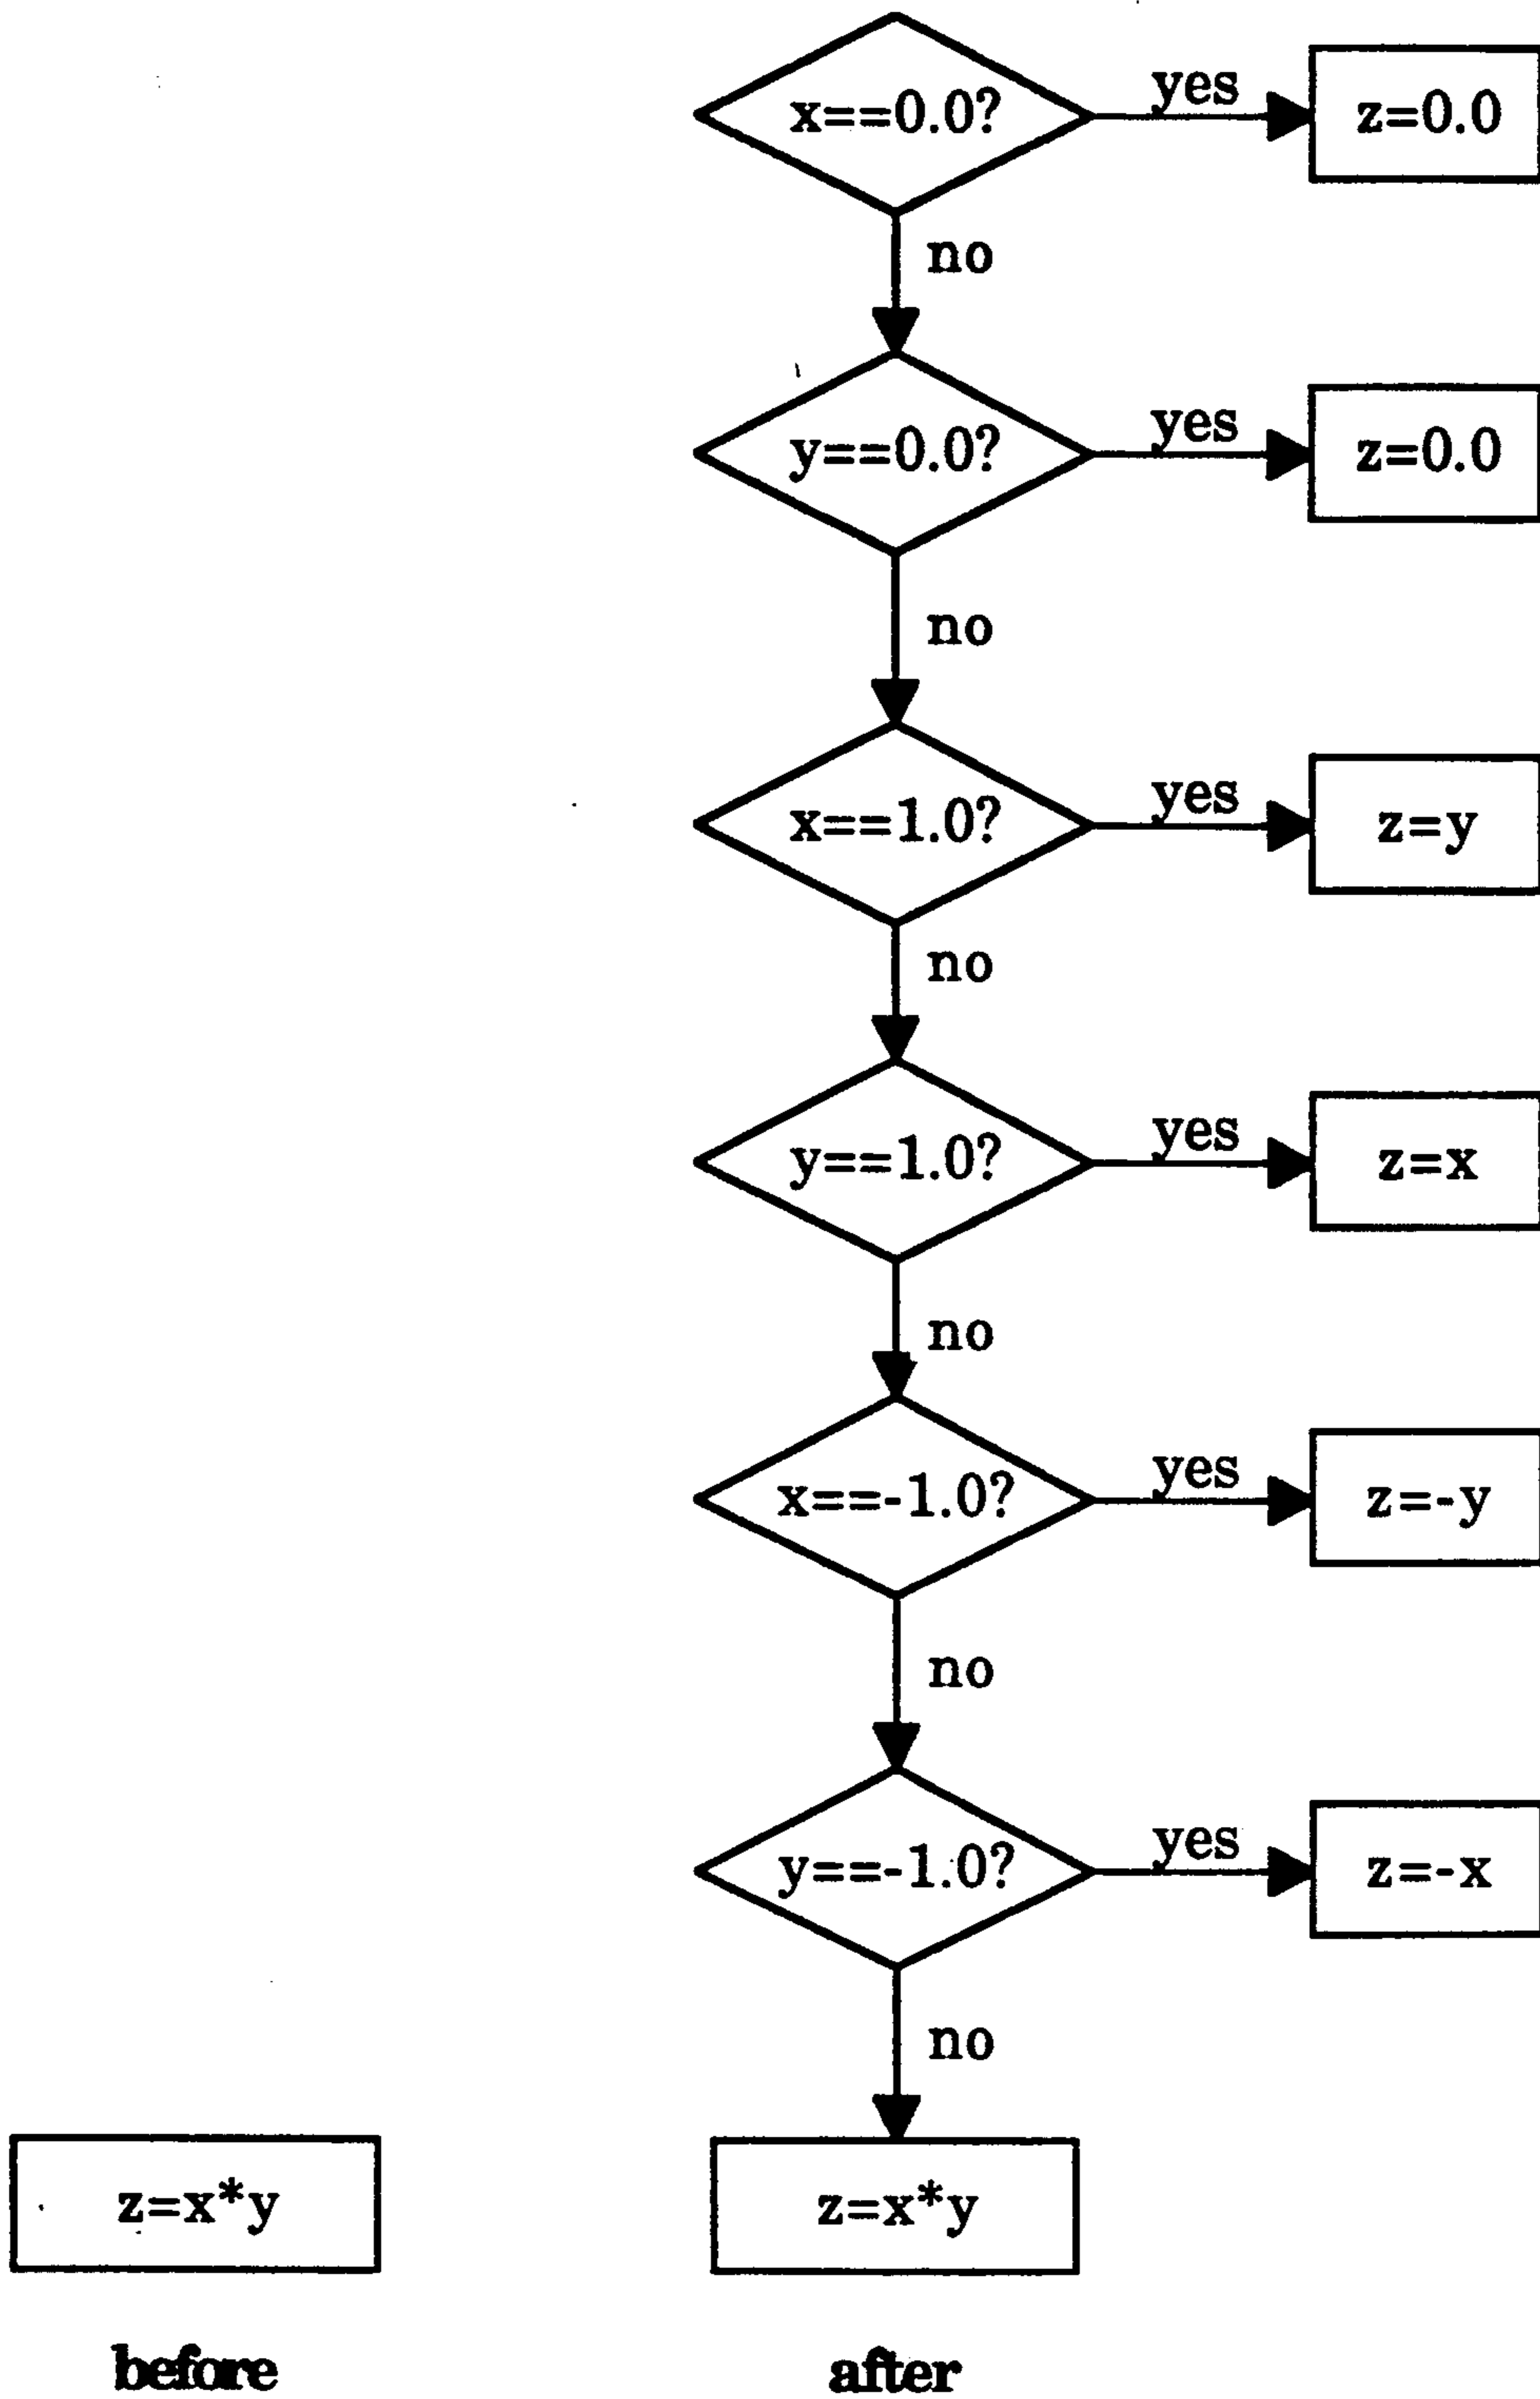 x==0.0?
yes
z=0.0
no
y==0.0?
yes
z=0.0
no
x==1.0?
yes
z=y
no
y==1.0?
yes
z=x
no
x==-1.0?
yes
z=-y
no
y==-1.0?
yes
z=-x
no
z=x*y
z=x*y
before
after